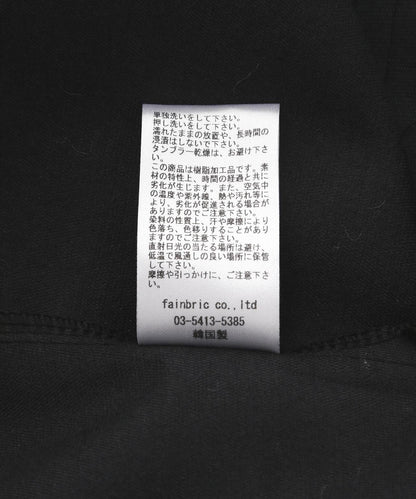 単独洗いをして下さい。
押し洗いをして下さい。
濡れたままの放置や、長時間の
浸漬はしないで下さい。
タンブラー乾燥は、お避け下さい。
この商品は樹脂加工品です。素
材の特性上、時間の経過と共に
劣化が生じます。また、空気中
の温度や紫外線、熱や汚れ等に
より、劣化が促進される場合が
ありますのでご注意下さい。
染料の性質上、汗や摩擦により
色落ち、色移りすることがあり
ますのでご注意下さい。
直射日光の当たる場所は避け、
低温で風通しの良い場所に保管
して下さい。
摩擦や引っかけに、ご注意下さ
い。
fainbric co.,ltd
03-5413-5385
韓国製